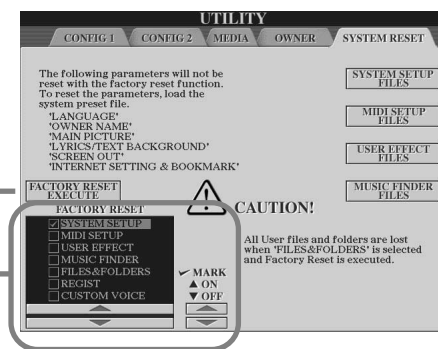 UTILITY
CONFIG 1 CONFIG 2 MEDIA OWNER SYSTEM RESET
The following parameters will not be
reset with the factory reset function.
To reset the parameters, load the
system preset file.
'LANGUAGE'
'OWNER NAME'
'MAIN PICTURE'
'LYRICS/TEXT BACKGROUND'
'SCREEN OUT'
'INTERNET SETTING & BOOKMARK'
SYSTEM SETUP
FILES
MIDI SETUP
FILES
USER EFFECT
FILES
MUSIC FINDER
FILES
FACTORY RESET
EXECUTE
FACTORY RESET
SYSTEM SETUP
MIDI SETUP
USER EFFECT
MUSIC FINDER
FILES&FOLDERS
REGIST
CUSTOM VOICE
MARK
▲ ON
▼ OFF
CAUTION!
All User files and folders are lost
when 'FILES&FOLDERS' is selected
and Factory Reset is executed.